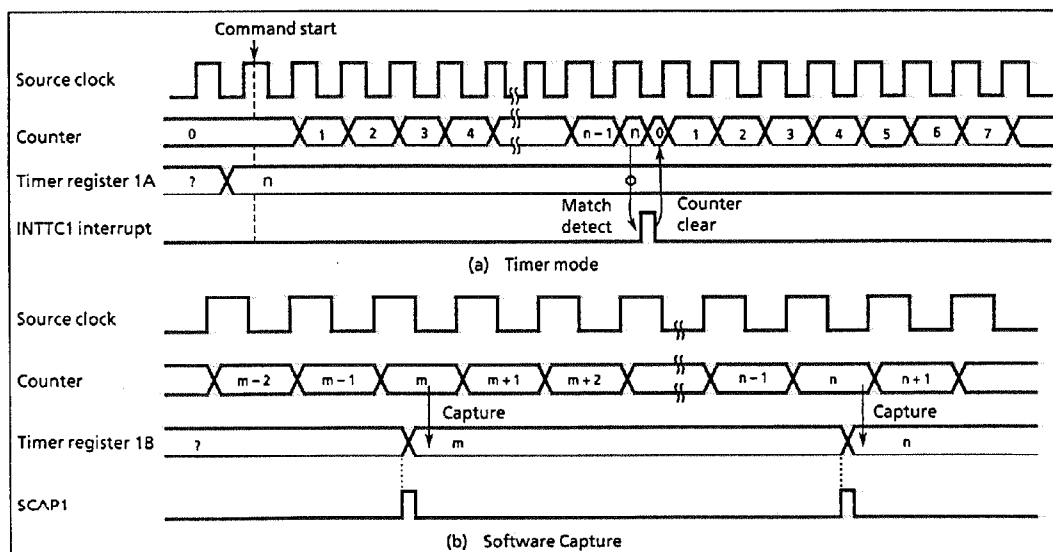 Command start
Source clock
Counter 0 1 2 3 4 n-1 n 0 1 2 3 4 5 6 7
Timer register 1A ? n
Match detect
Counter clear
INTTC1 interrupt
(a) Timer mode
Source clock
Counter m-2 m-1 m m+1 m+2 n-1 n n+1
Capture Capture
Timer register 1B ? m n
SCAP1
(b) Software Capture